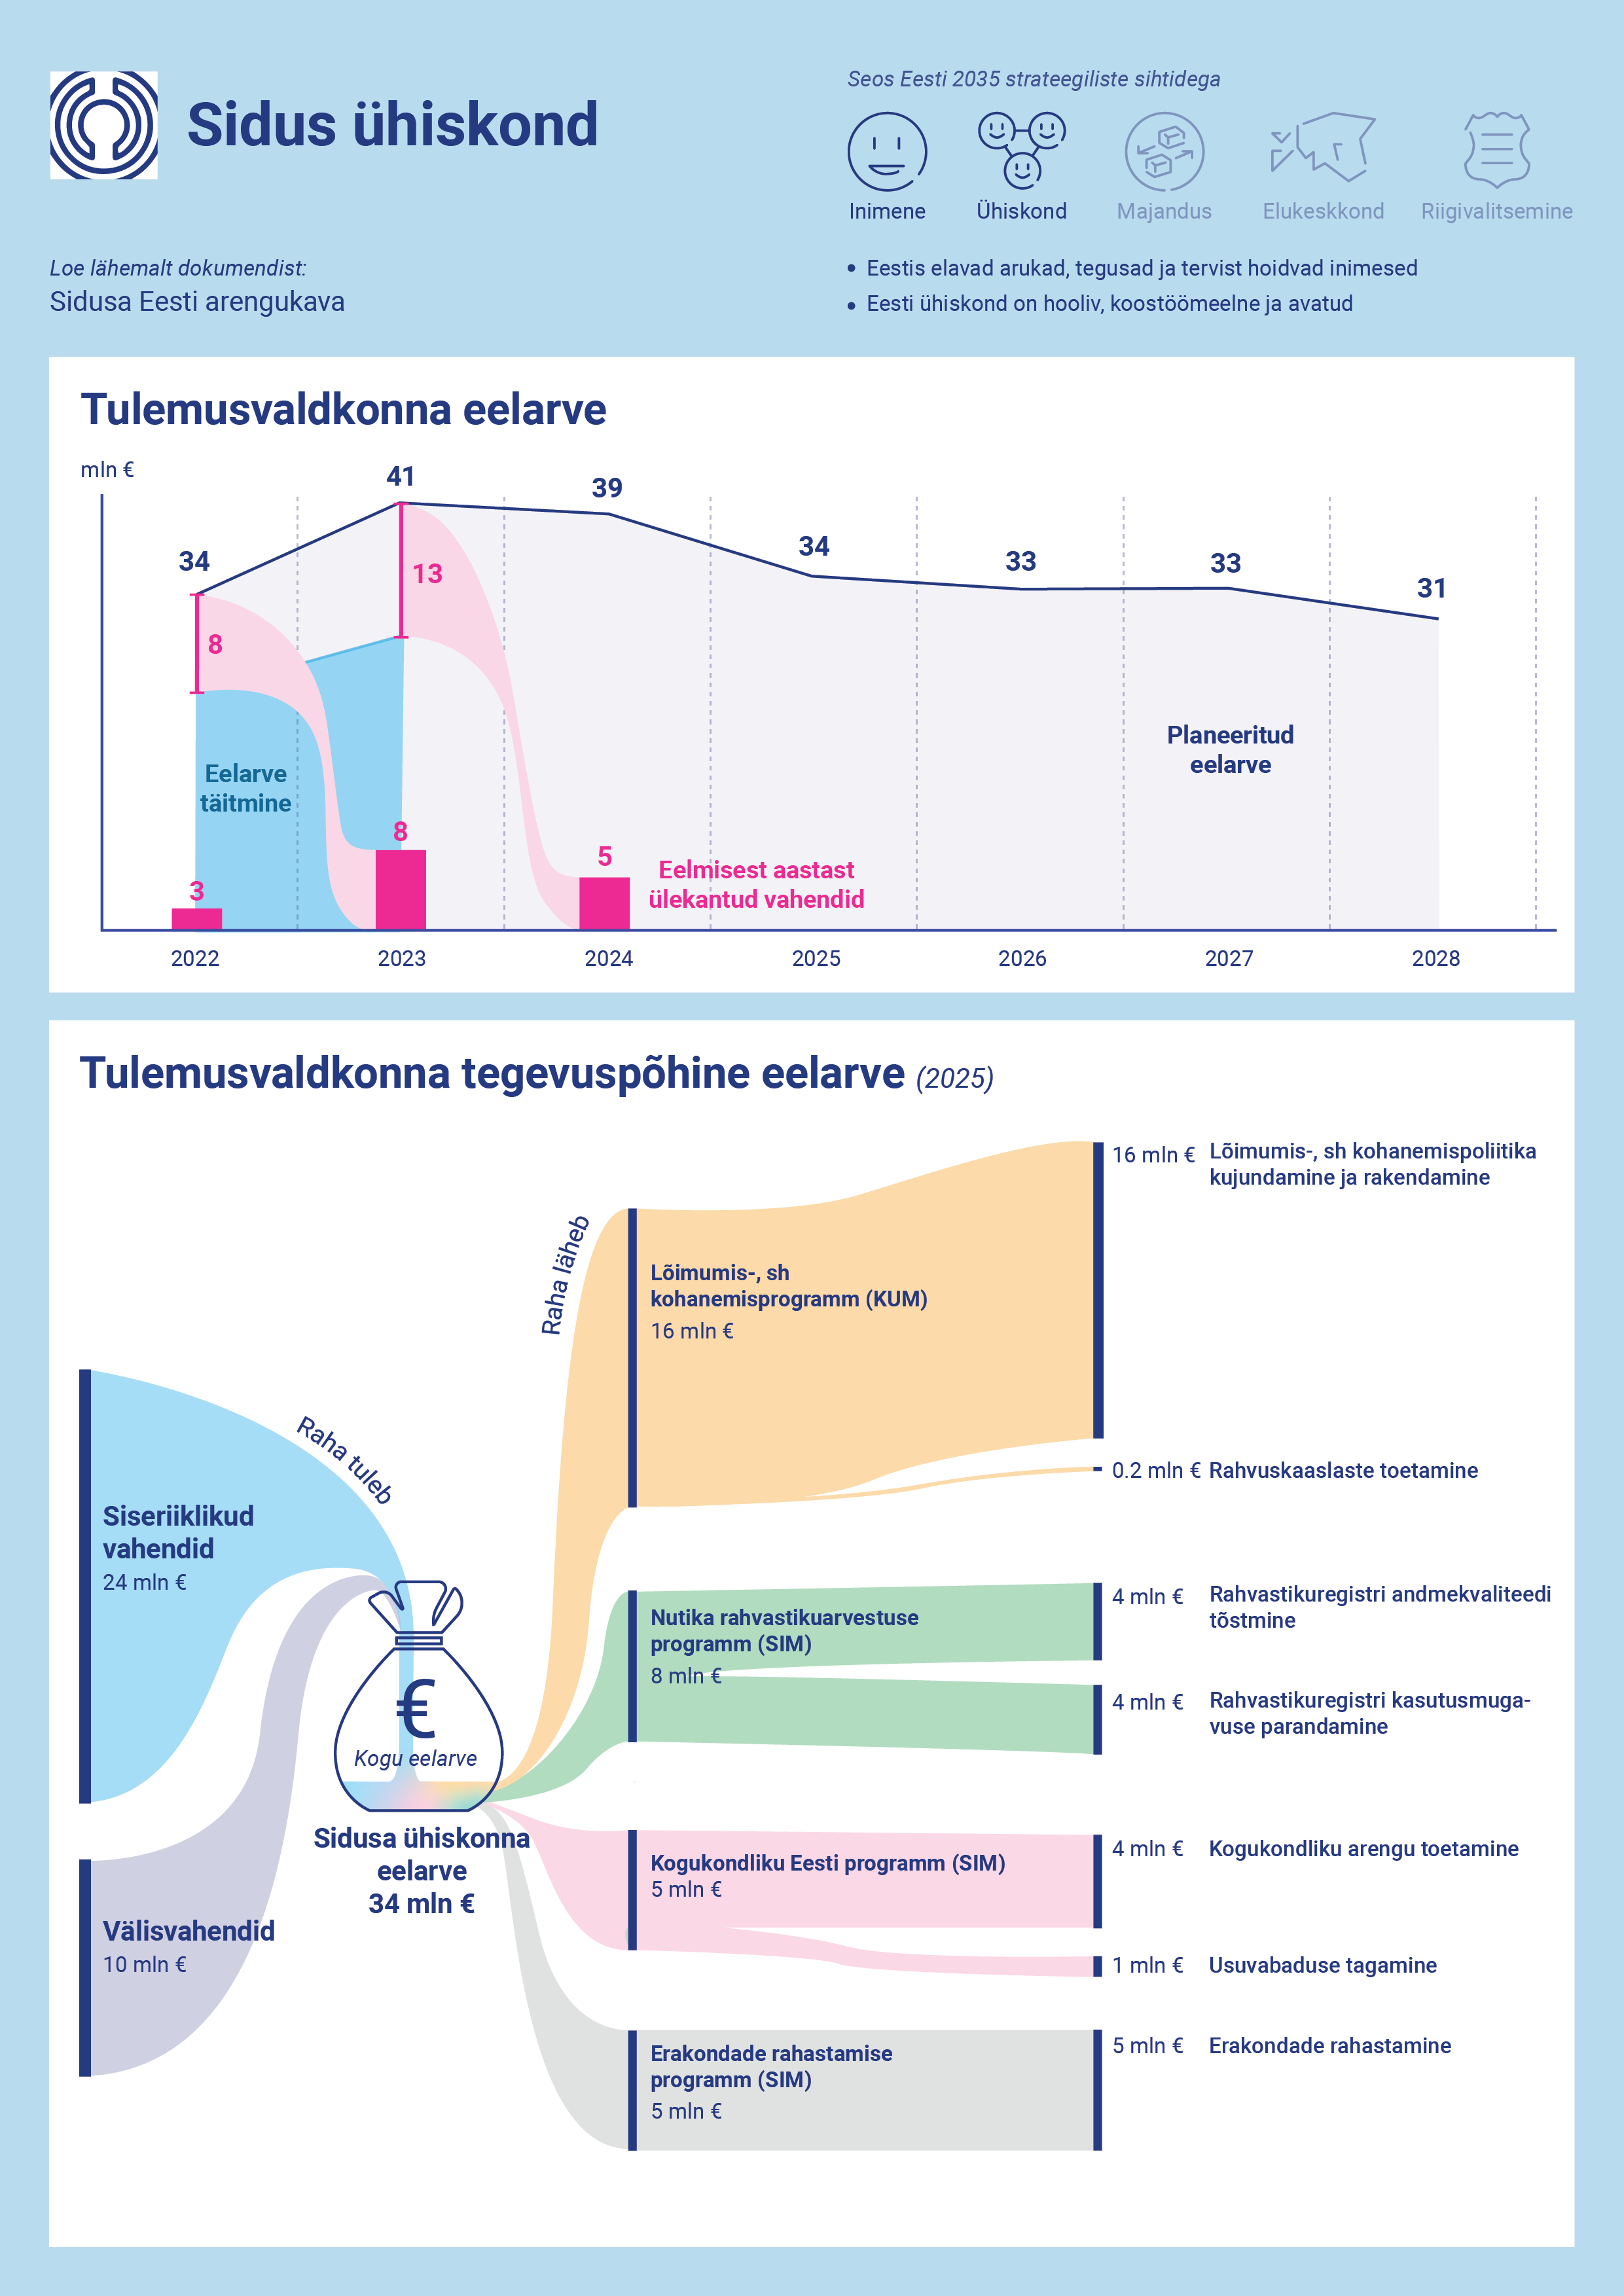 Sidus ühiskond
Seos Eesti 2035 strateegiliste sihtidega
Inimene
Ühiskond
Majandus
Elukeskkond
Riigivalitsemine
Loe lähemalt dokumendist:
Sidusa Eesti arengukava
• Eestis elavad arukad, tegusad ja tervist hoidvad inimesed
• Eesti ühiskond on hooliv, koostöömeelne ja avatud
Tulemusvaldkonna eelarve
mln €
34
41
39
34
33
33
31
8
13
Eelarve
täitmine
Planeeritud
eelarve
3
8
5
Eelmisest aastast
ülekantud vahendid
2022
2023
2024
2025
2026
2027
2028
Tulemusvaldkonna tegevuspõhine eelarve (2025)
Raha tuleb
Siseriiklikud
vahendid
24 mln €
Välisvahendid
10 mln €
€
Kogu eelarve
Sidusa ühiskonna
eelarve
34 mln €
Raha läheb
Lõimumis-, sh
kohanemisprogramm (KUM)
16 mln €
16 mln € Lõimumis-, sh kohanemispoliitika
kujundamine ja rakendamine
0.2 mln € Rahvuskaaslaste toetamine
Nutika rahvastikuarvestuse
programm (SIM)
8 mln €
4 mln € Rahvastikuregistri andmekvaliteedi
tõstmine
4 mln € Rahvastikuregistri kasutusmuga-
vuse parandamine
Kogukondliku Eesti programm (SIM)
5 mln €
4 mln € Kogukondliku arengu toetamine
1 mln € Usuvabaduse tagamine
Erakondade rahastamise
programm (SIM)
5 mln €
5 mln € Erakondade rahastamine